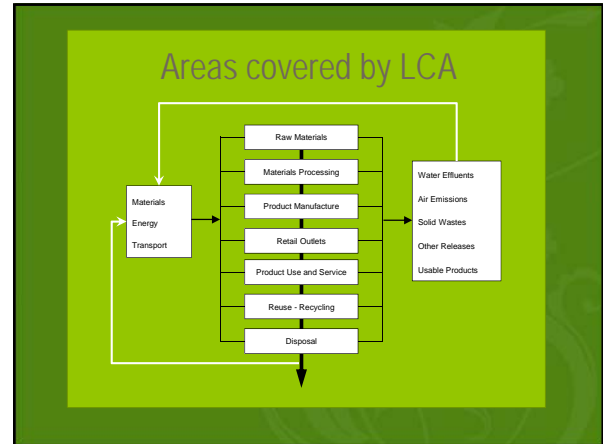 Areas covered by LCA
Materials
Energy
Transport
Raw Materials
Materials Processing
Product Manufacture
Retail Outlets
Product Use and Service
Reuse - Recycling
Disposal
Water Effluents
Air Emissions
Solid Wastes
Other Releases
Usable Products